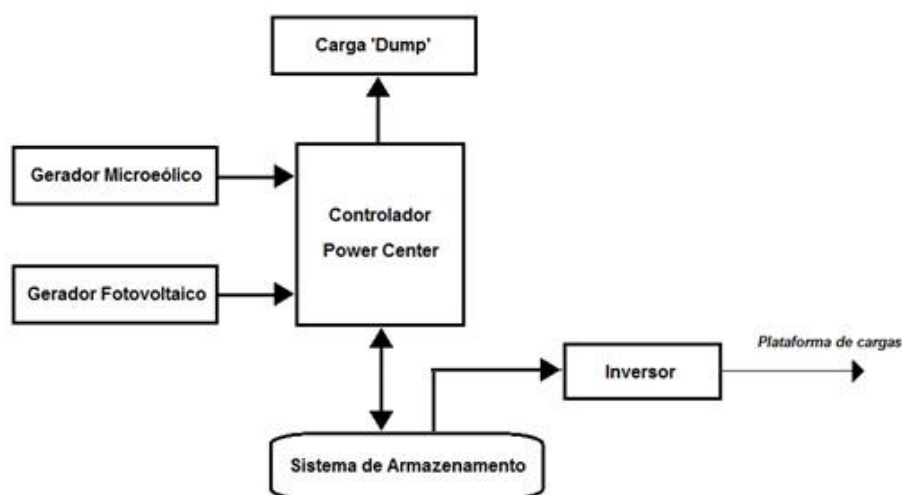 Carga 'Dump'
Gerador Microeólico
Controlador
Power Center
Gerador Fotovoltaico
Plataforma de cargas
Inversor
Sistema de Armazenamento